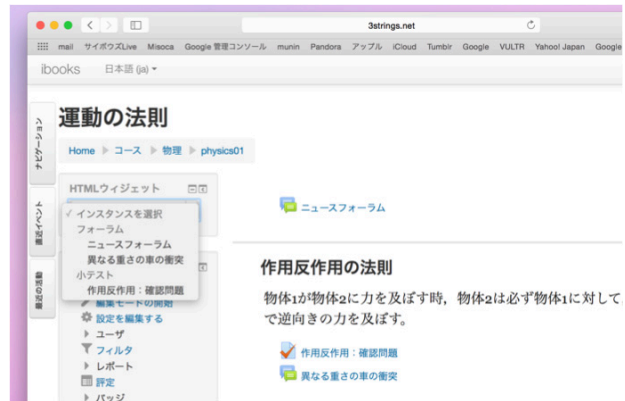 3strings.net
mail サイボウズLive Misoca Google 管理コンソール munin Pandora アップル iCloud Tumblr Google VULTR Yahoo! Japan Google
ibooks 日本語 (ja)
ナビゲーション
直近イベント
最近の活動
運動の法則
Home コース 物理 physics01
HTMLウィジェット
✓ インスタンスを選択
フォーラム
ニュースフォーラム
異なる重さの車の衝突
小テスト
作用反作用：確認問題
編集モードの開始
設定を編集する
ユーザ
フィルタ
レポート
評定
バッジ
ニュースフォーラム
作用反作用の法則
物体1が物体2に力を及ぼす時，物体2は必ず物体1に対して
で逆向きの力を及ぼす。
作用反作用：確認問題
異なる重さの車の衝突